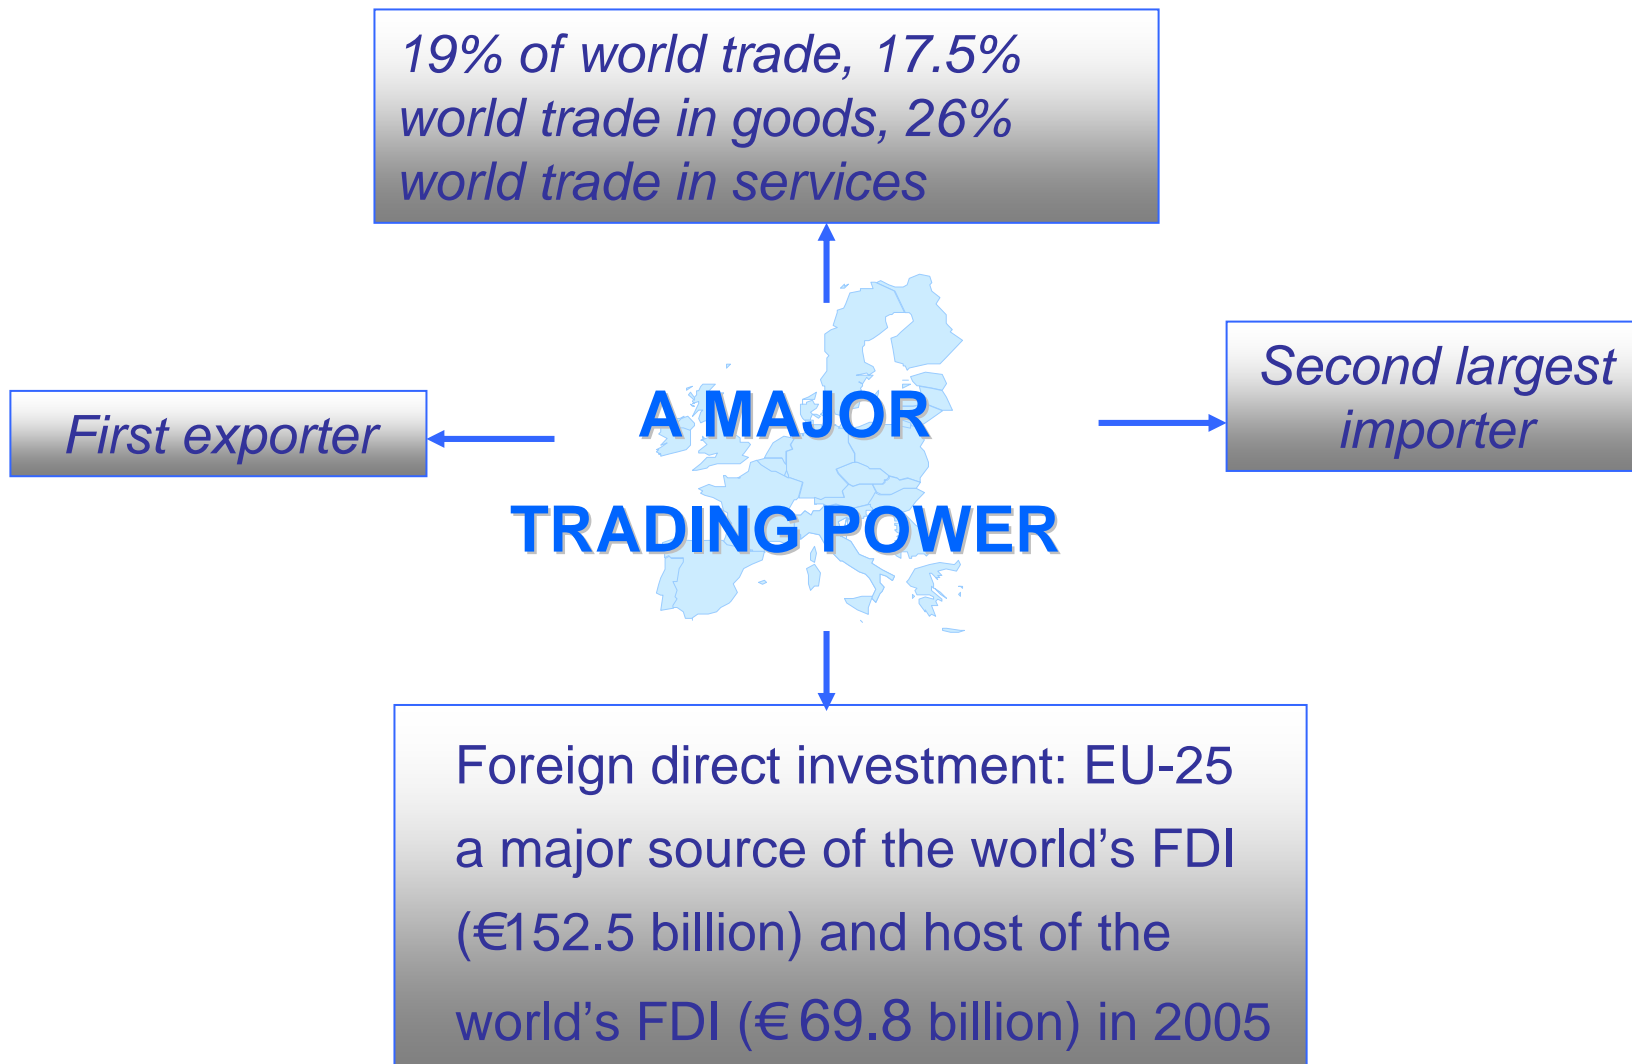 19% of world trade, 17.5%
world trade in goods, 26%
world trade in services
First exporter
A MAJOR
TRADING POWER
Second largest
importer
Foreign direct investment: EU-25
a major source of the world’s FDI
(€152.5 billion) and host of the
world’s FDI (€ 69.8 billion) in 2005